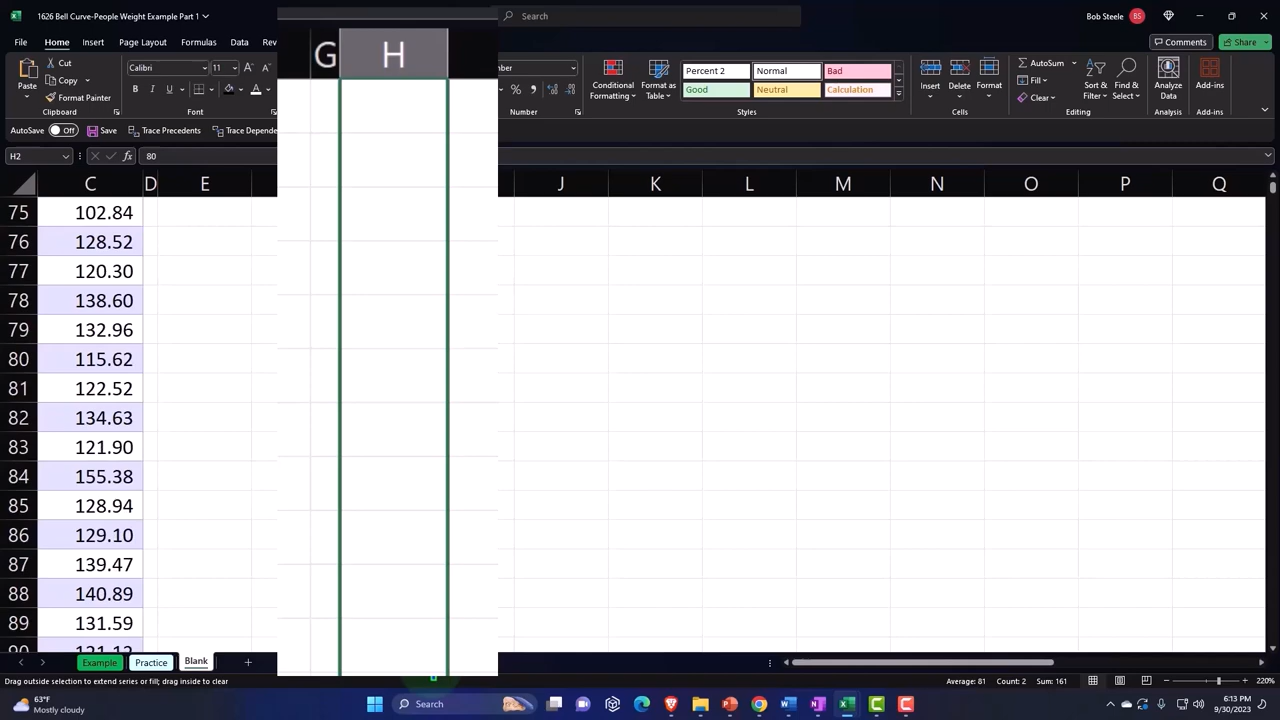 1626 Bell Curve-People Weight Example Part 1
Search
Bob Steele
BS
File
Home
Insert
Page Layout
Formulas
Data
Rev
Comments
Share
Paste
Cut
Copy
Format Painter
Clipboard
Calibri
11
B
I
U
A
Font
mber
%
Conditional
Formatting
Format as
Table
Percent 2
Normal
Bad
Good
Neutral
Calculation
Styles
Insert
Delete
Format
Cells
AutoSum
Clear
Sort &
Filter
Find &
Select
Editing
Analyze
Data
Analysis
Add-ins
Add-ins
AutoSave
Off
Save
Trace Precedents
Trace Depende
H2
fx
80
C
D
E
G
H
J
K
L
M
N
O
P
Q
75 102.84
76 128.52
77 120.30
78 138.60
79 132.96
80 115.62
81 122.52
82 134.63
83 121.90
84 155.38
85 128.94
86 129.10
87 139.47
88 140.89
89 131.59
90 121.12
Example
Practice
Blank
Drag outside selection to extend series or fill; drag inside to clear
Average: 81
Count: 2
Sum: 161
220%
63°F
Mostly cloudy
Search
6:13 PM
9/30/2023